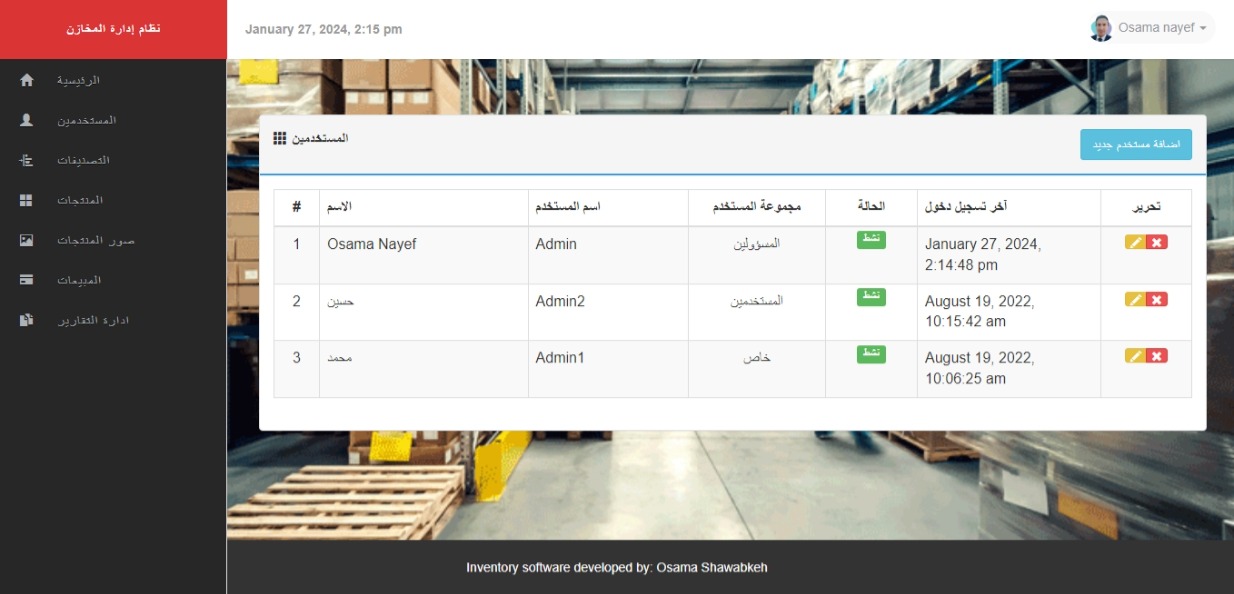 نظام إدارة المخازن
January 27, 2024, 2:15 pm
Osama nayef
الرئيسية
المستخدمين
التصنيفات
المنتجات
صور المنتجات
المبيعات
ادارة التقارير
المستخدمين
اضافة مستخدم جديد
# الاسم اسم المستخدم مجموعة المستخدم الحالة آخر تسجيل دخول تحرير
1 Osama Nayef Admin المسؤولين نشط January 27, 2024,
2:14:48 pm
2 حسين Admin2 المستخدمين نشط August 19, 2022,
10:15:42 am
3 محمد Admin1 خاص نشط August 19, 2022,
10:06:25 am
Inventory software developed by: Osama Shawabkeh